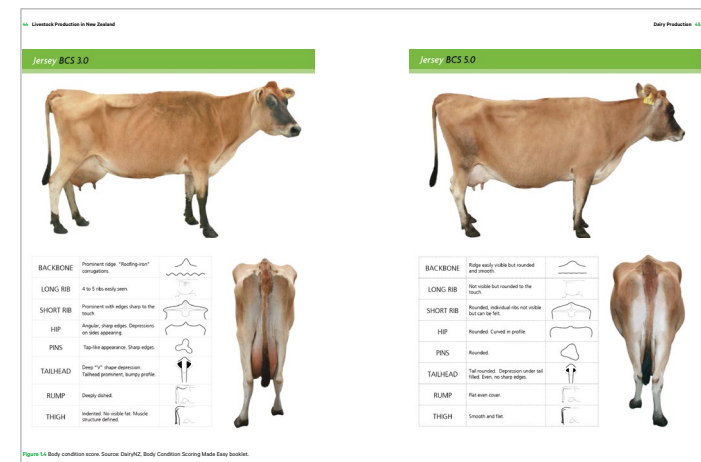 44 Livestock Production in New Zealand
Dairy Production 45
Jersey BCS 3.0
BACKBONE
Prominent ridge. "Roofing-iron"
corrugations.
LONG RIB
4 to 5 ribs easily seen.
SHORT RIB
Prominent with edges sharp to the
touch.
HIP
Angular, sharp edges. Depressions
on sides appearing.
PINS
Tap-like appearance. Sharp edges.
TAILHEAD
Deep "V" shape depression.
Tailhead prominent, bumpy profile.
RUMP
Deeply dished.
THIGH
Indented. No visible fat. Muscle
structure defined.
Jersey BCS 5.0
BACKBONE
Ridge easily visible but rounded
and smooth.
LONG RIB
Not visible but rounded to the
touch.
SHORT RIB
Rounded, individual ribs not visible
but can be felt.
HIP
Rounded. Curved in profile.
PINS
Rounded.
TAILHEAD
Tail rounded. Depression under tail
filled. Even, no sharp edges.
RUMP
Flat even cover.
THIGH
Smooth and flat.
Figure 1.4 Body condition score. Source: DairyNZ, Body Condition Scoring Made Easy booklet.